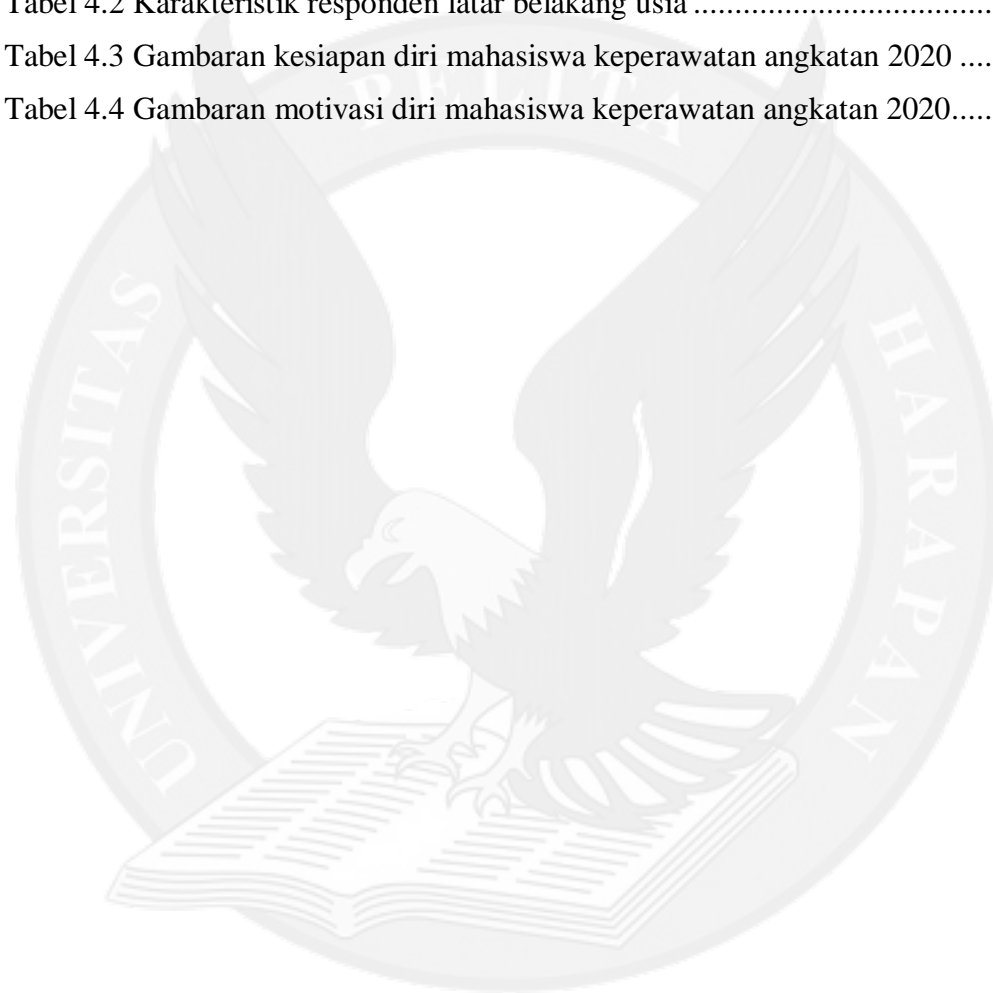 Tabel 4.2 Karakteristik responden latar belakang usia ..................................
Tabel 4.3 Gambaran kesiapan diri mahasiswa keperawatan angkatan 2020 ....
Tabel 4.4 Gambaran motivasi diri mahasiswa keperawatan angkatan 2020.....
UNIVERSITAS PELITA HARAPAN